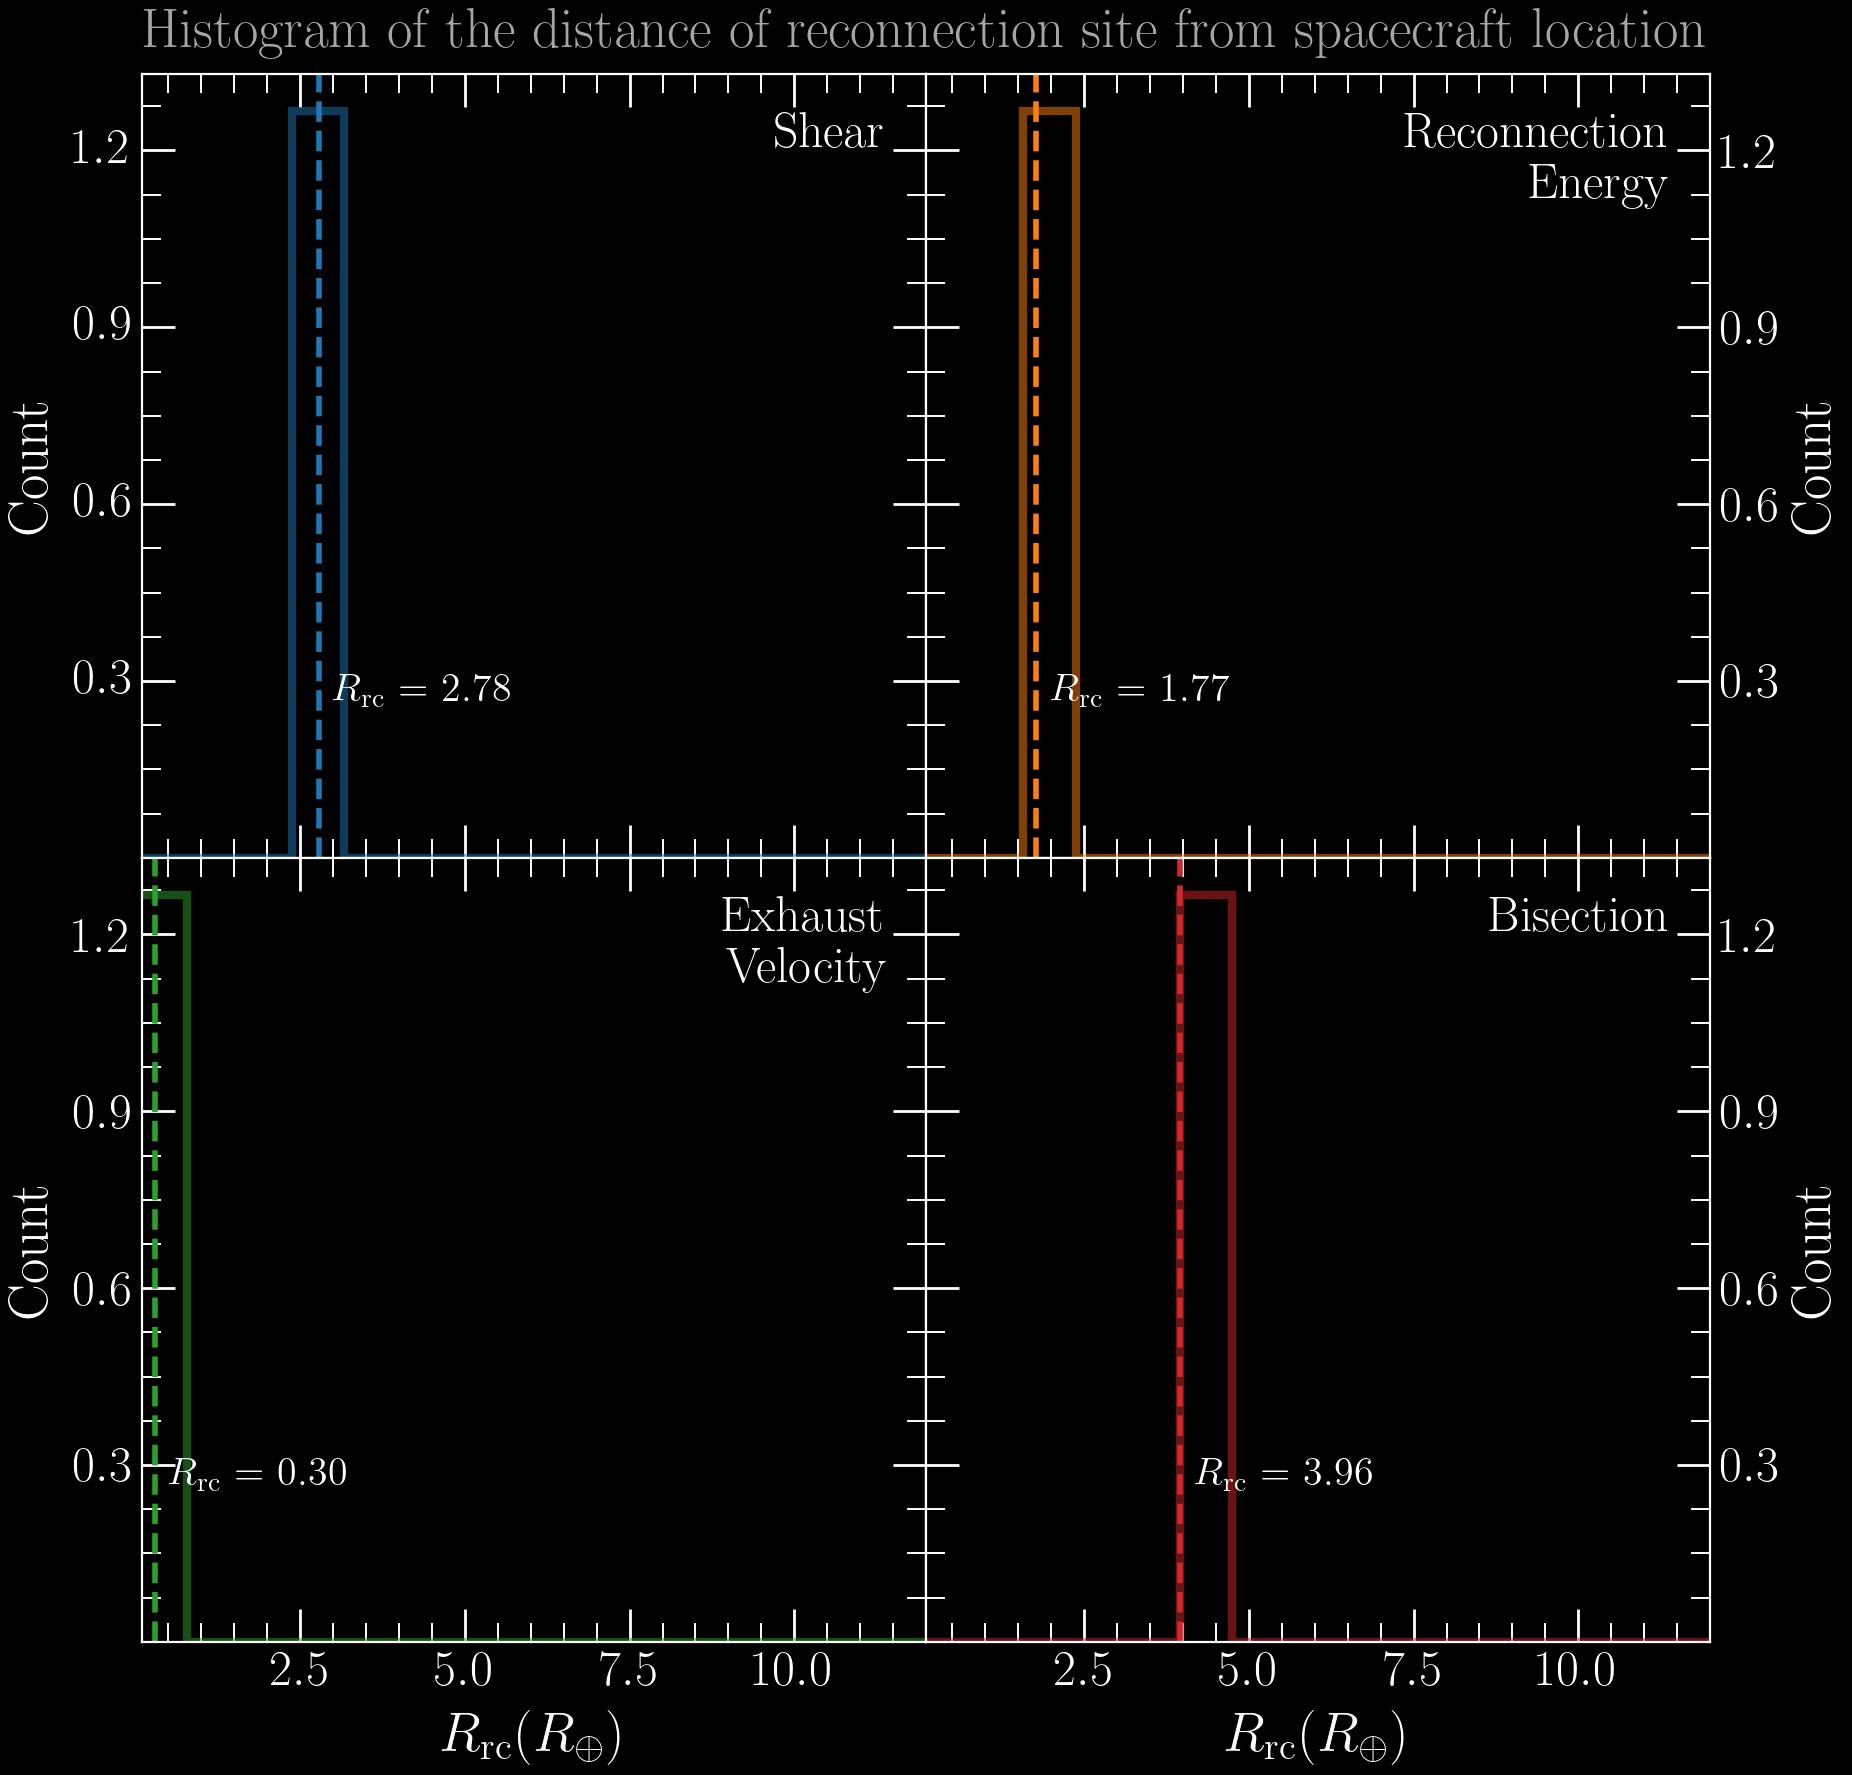 Histogram of the distance of reconnection site from spacecraft location
Shear
Reconnection
Energy
1.2
0.9
0.6
0.3
Count
R_rc = 2.78
R_rc = 1.77
1.2
0.9
0.6
0.3
Count
Exhaust
Velocity
Bisection
1.2
0.9
0.6
0.3
Count
R_rc = 0.30
R_rc = 3.96
1.2
0.9
0.6
0.3
Count
2.5 5.0 7.5 10.0
2.5 5.0 7.5 10.0
R_rc(R_⊕)
R_rc(R_⊕)